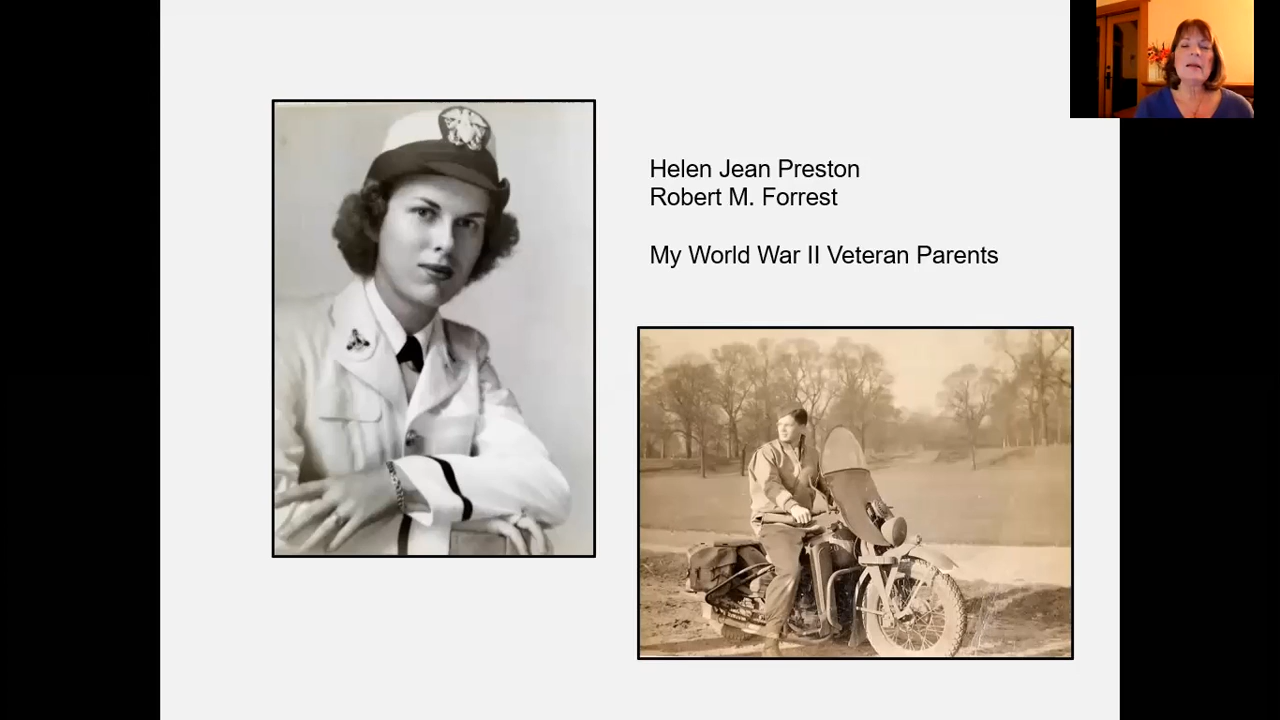 Helen Jean Preston
Robert M. Forrest
My World War II Veteran Parents